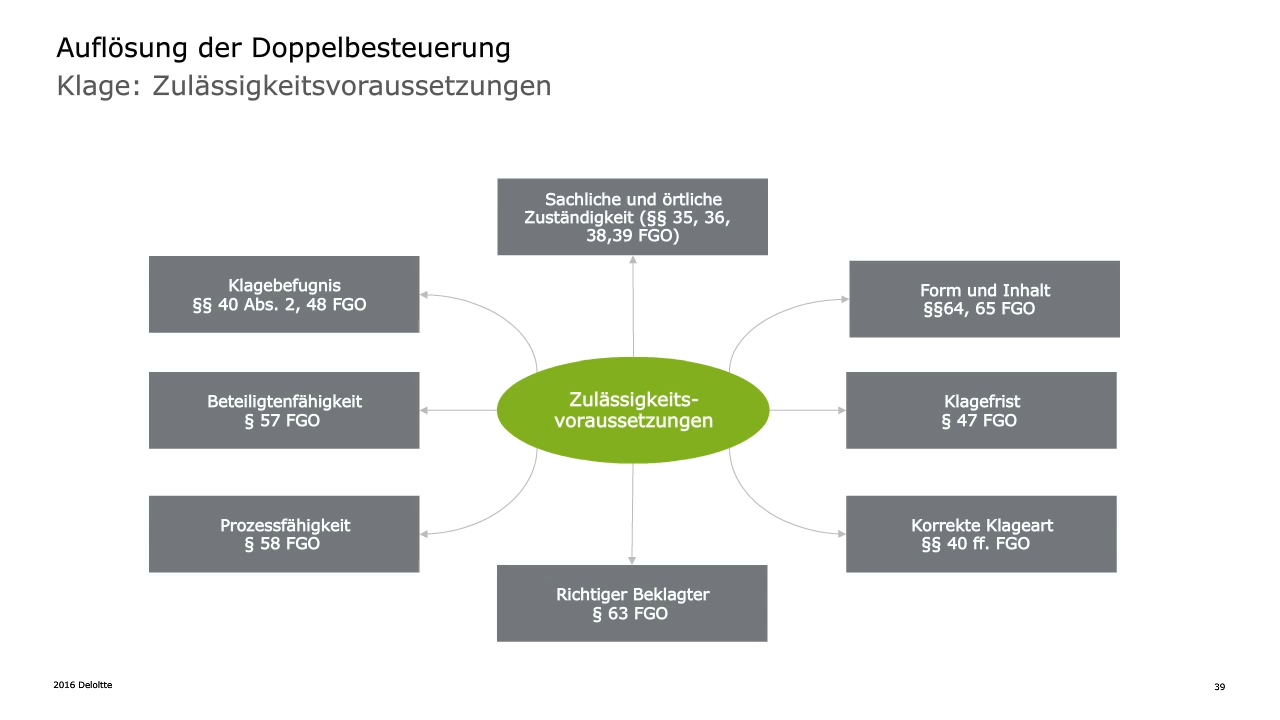 Auflösung der Doppelbesteuerung
Klage: Zulässigkeitsvoraussetzungen
Sachliche und örtliche
Zuständigkeit (§§ 35, 36,
38,39 FGO)
Klagebefugnis
§§ 40 Abs. 2, 48 FGO
Form und Inhalt
§§64, 65 FGO
Beteiligtenfähigkeit
§ 57 FGO
Zulässigkeits-
voraussetzungen
Klagefrist
§ 47 FGO
Prozessfähigkeit
§ 58 FGO
Korrekte Klageart
§§ 40 ff. FGO
Richtiger Beklagter
§ 63 FGO
2016 Deloitte
39